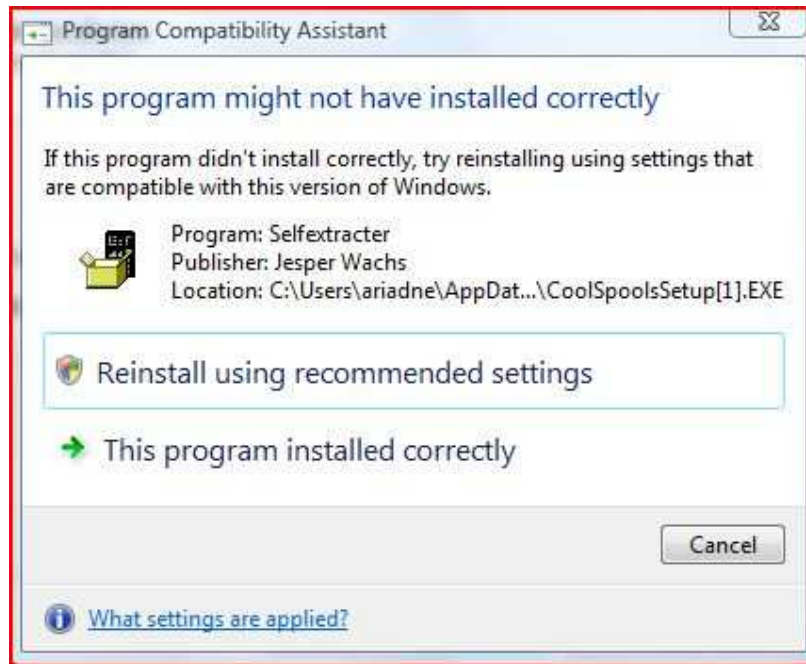 Program Compatibility Assistant
This program might not have installed correctly
If this program didn't install correctly, try reinstalling using settings that
are compatible with this version of Windows.
Program: Selfextracter
Publisher: Jesper Wachs
Location: C:\Users\ariadne\AppDat...\CoolSpoolsSetup[1].EXE
Reinstall using recommended settings
This program installed correctly
Cancel
What settings are applied?